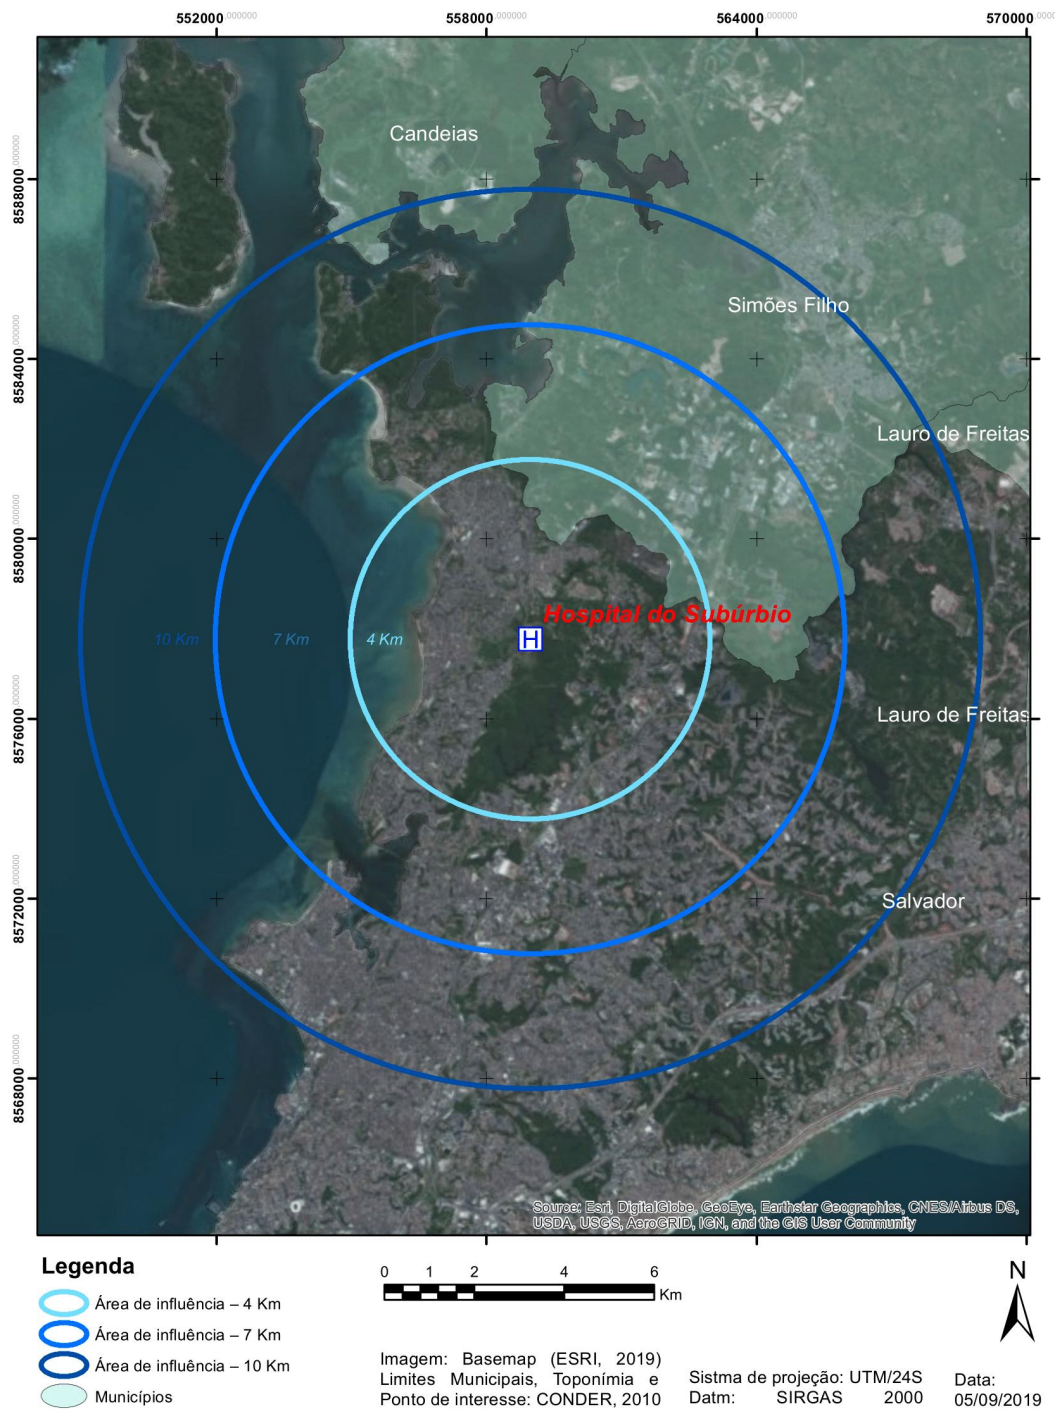 552000.000000 558000.000000 564000.000000 570000.000000
8588000.000000
8584000.000000
8580000.000000
8576000.000000
8572000.000000
8568000.000000
Candeias
Simões Filho
Lauro de Freitas
Hospital do Subúrbio
H
10 Km 7 Km 4 Km
Lauro de Freitas
Salvador
Source: Esri, DigitalGlobe, GeoEye, Earthstar Geographics, CNES/Airbus DS,
USDA, USGS, AeroGRID, IGN, and the GIS User Community
Legenda
Área de influência – 4 Km
Área de influência – 7 Km
Área de influência – 10 Km
Municípios
0 1 2 4 6
Km
N
Imagem: Basemap (ESRI, 2019)
Limites Municipais, Toponímia e
Ponto de interesse: CONDER, 2010
Sistma de projeção: UTM/24S
Datm: SIRGAS 2000
Data:
05/09/2019